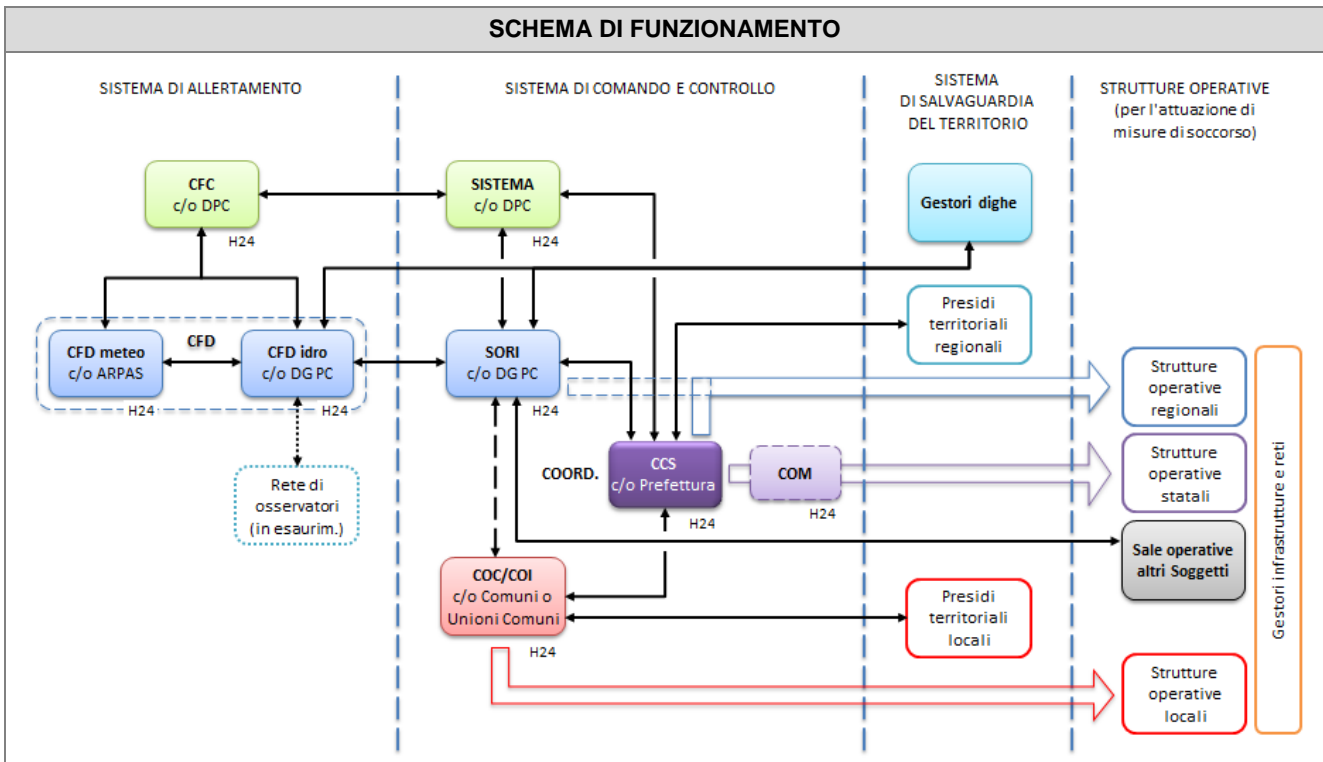 SCHEMA DI FUNZIONAMENTO
SISTEMA DI ALLERTAMENTO
SISTEMA DI COMANDO E CONTROLLO
SISTEMA
DI SALVAGUARDIA
DEL TERRITORIO
STRUTTURE OPERATIVE
(per l'attuazione di
misure di soccorso)
CFC
c/o DPC
H24
SISTEMA
c/o DPC
H24
Gestori dighe
CFD meteo
c/o ARPAS
H24
CFD
CFD idro
c/o DG PC
H24
SORI
c/o DG PC
H24
Presidi
territoriali
regionali
Strutture
operative
regionali
Rete di
osservatori
(in esaurim.)
COORD.
CCS
c/o Prefettura
H24
COM
H24
Strutture
operative
statali
Sale operative
altri Soggetti
COC/COI
c/o Comuni o
Unioni Comuni
H24
Presidi
territoriali
locali
Strutture
operative
locali
Gestori infrastrutture e reti